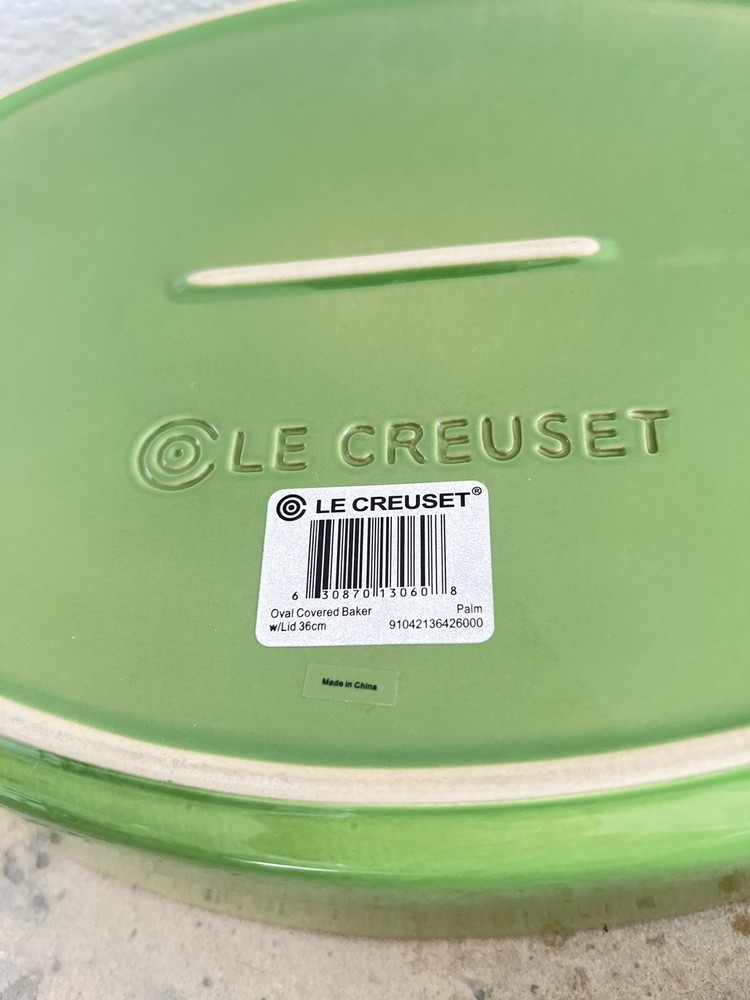 LE CREUSET
LE CREUSET®
6 30870 13060 8
Oval Covered Baker Palm
w/Lid 36cm 91042136426000
Made in China